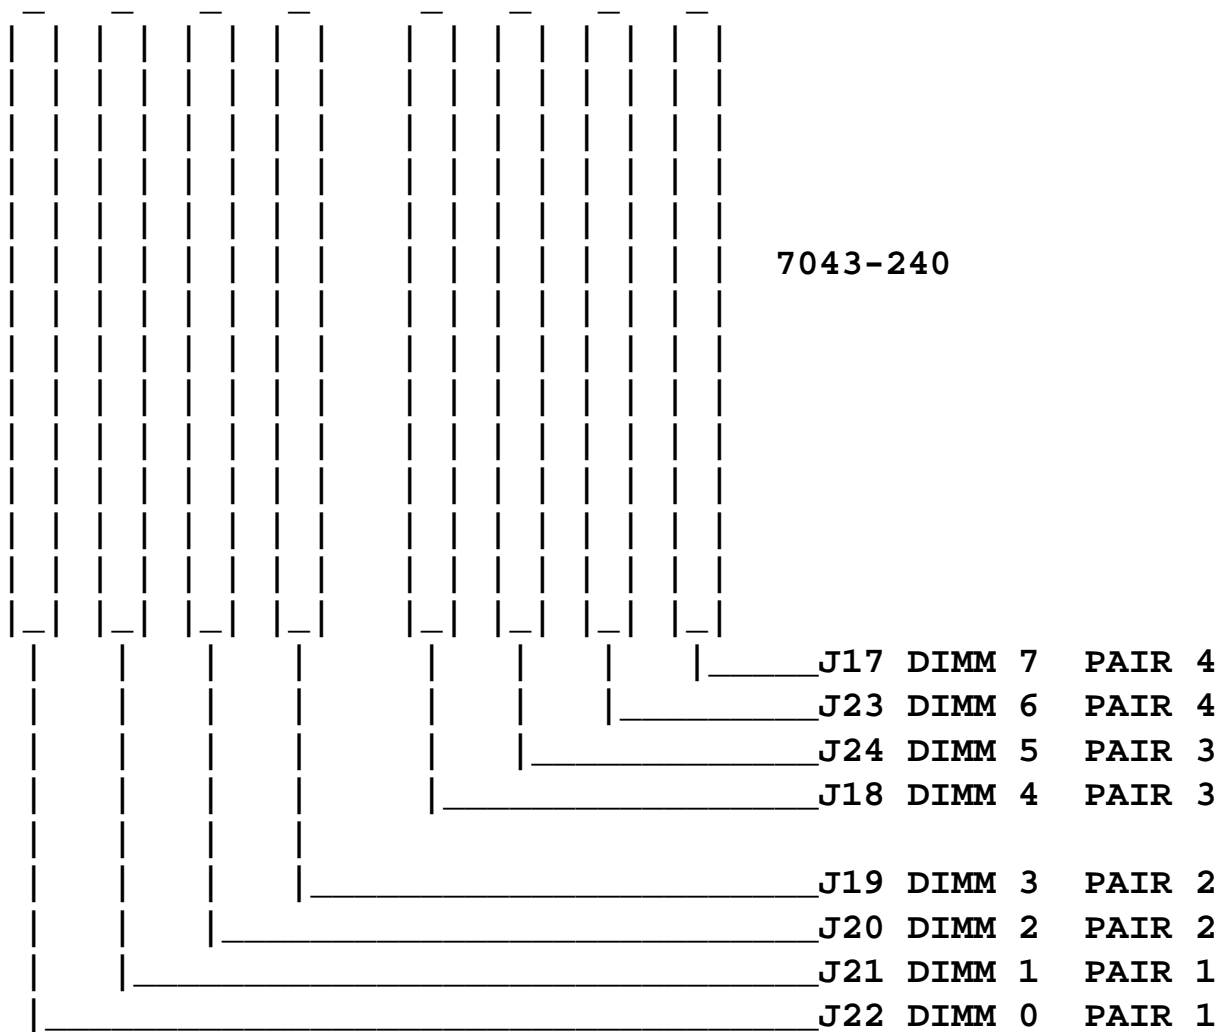 7043-240
J17 DIMM 7 PAIR 4
J23 DIMM 6 PAIR 4
J24 DIMM 5 PAIR 3
J18 DIMM 4 PAIR 3
J19 DIMM 3 PAIR 2
J20 DIMM 2 PAIR 2
J21 DIMM 1 PAIR 1
J22 DIMM 0 PAIR 1